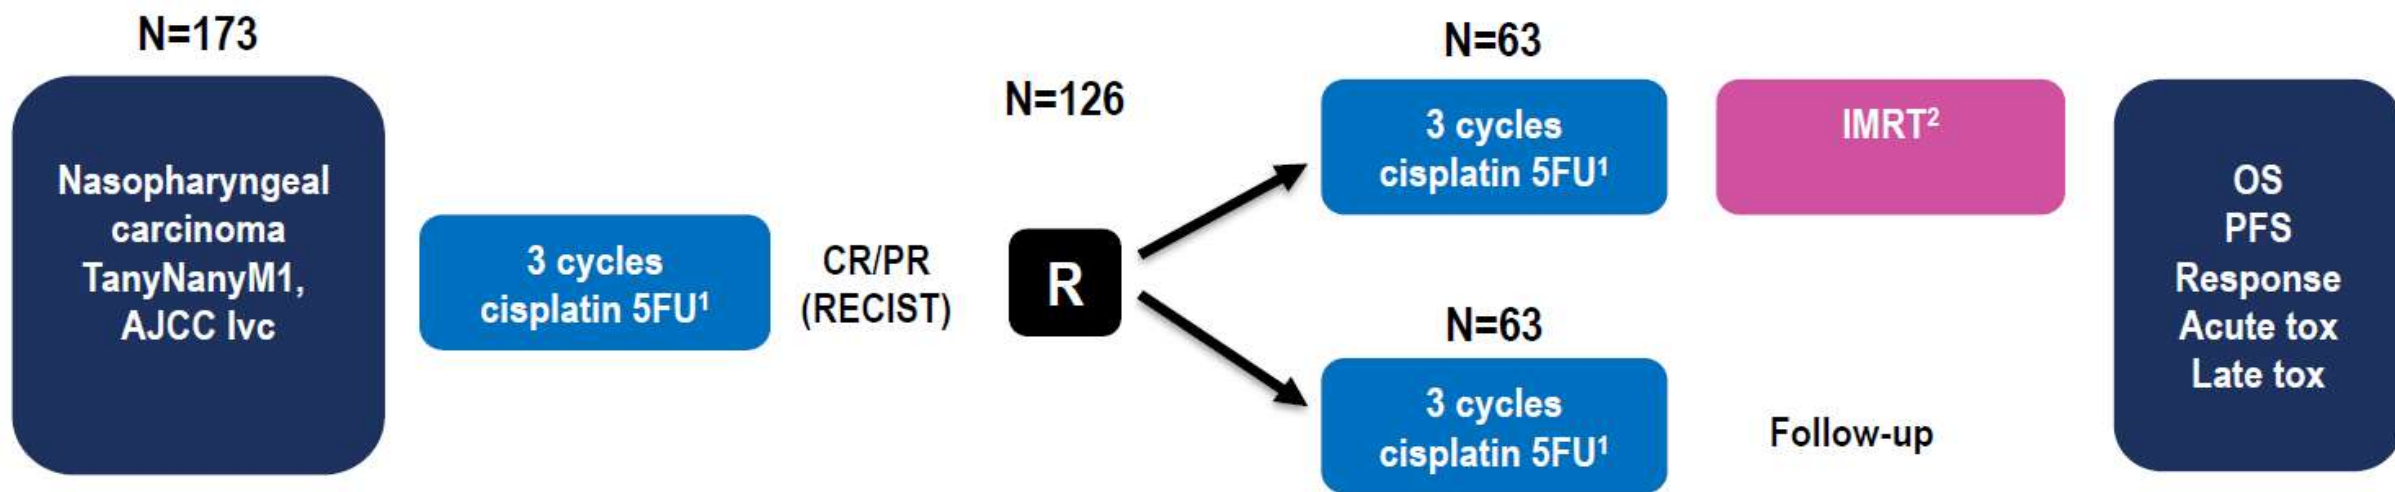 N=173
Nasopharyngeal
carcinoma
TanyNanyM1,
AJCC Ivc
3 cycles
cisplatin 5FU¹
CR/PR
(RECIST)
N=126
R
N=63
3 cycles
cisplatin 5FU¹
IMRT²
N=63
3 cycles
cisplatin 5FU¹
Follow-up
OS
PFS
Response
Acute tox
Late tox